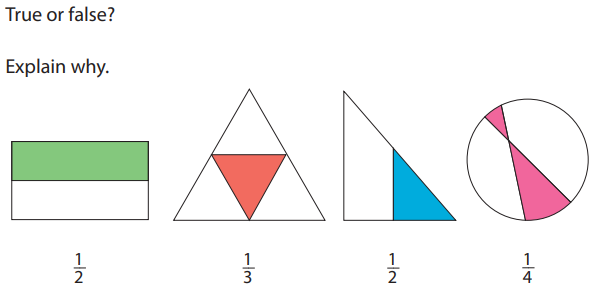 True or false?
Explain why.
1/2 1/3 1/2 1/4